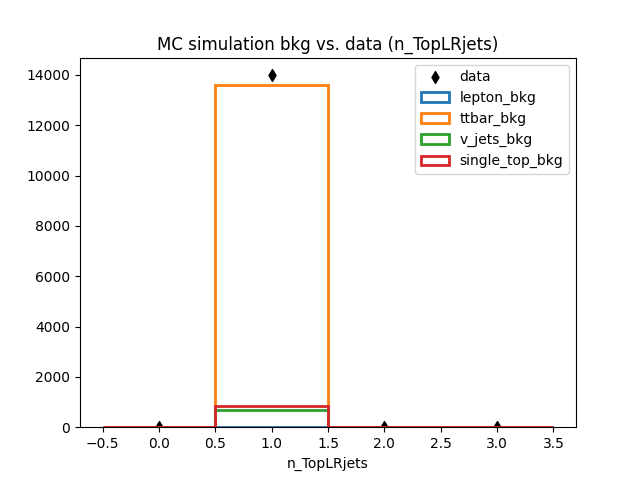 MC simulation bkg vs. data (n_TopLRjets)
data
lepton_bkg
ttbar_bkg
v_jets_bkg
single_top_bkg
14000
12000
10000
8000
6000
4000
2000
0
−0.5 0.0 0.5 1.0 1.5 2.0 2.5 3.0 3.5
n_TopLRjets